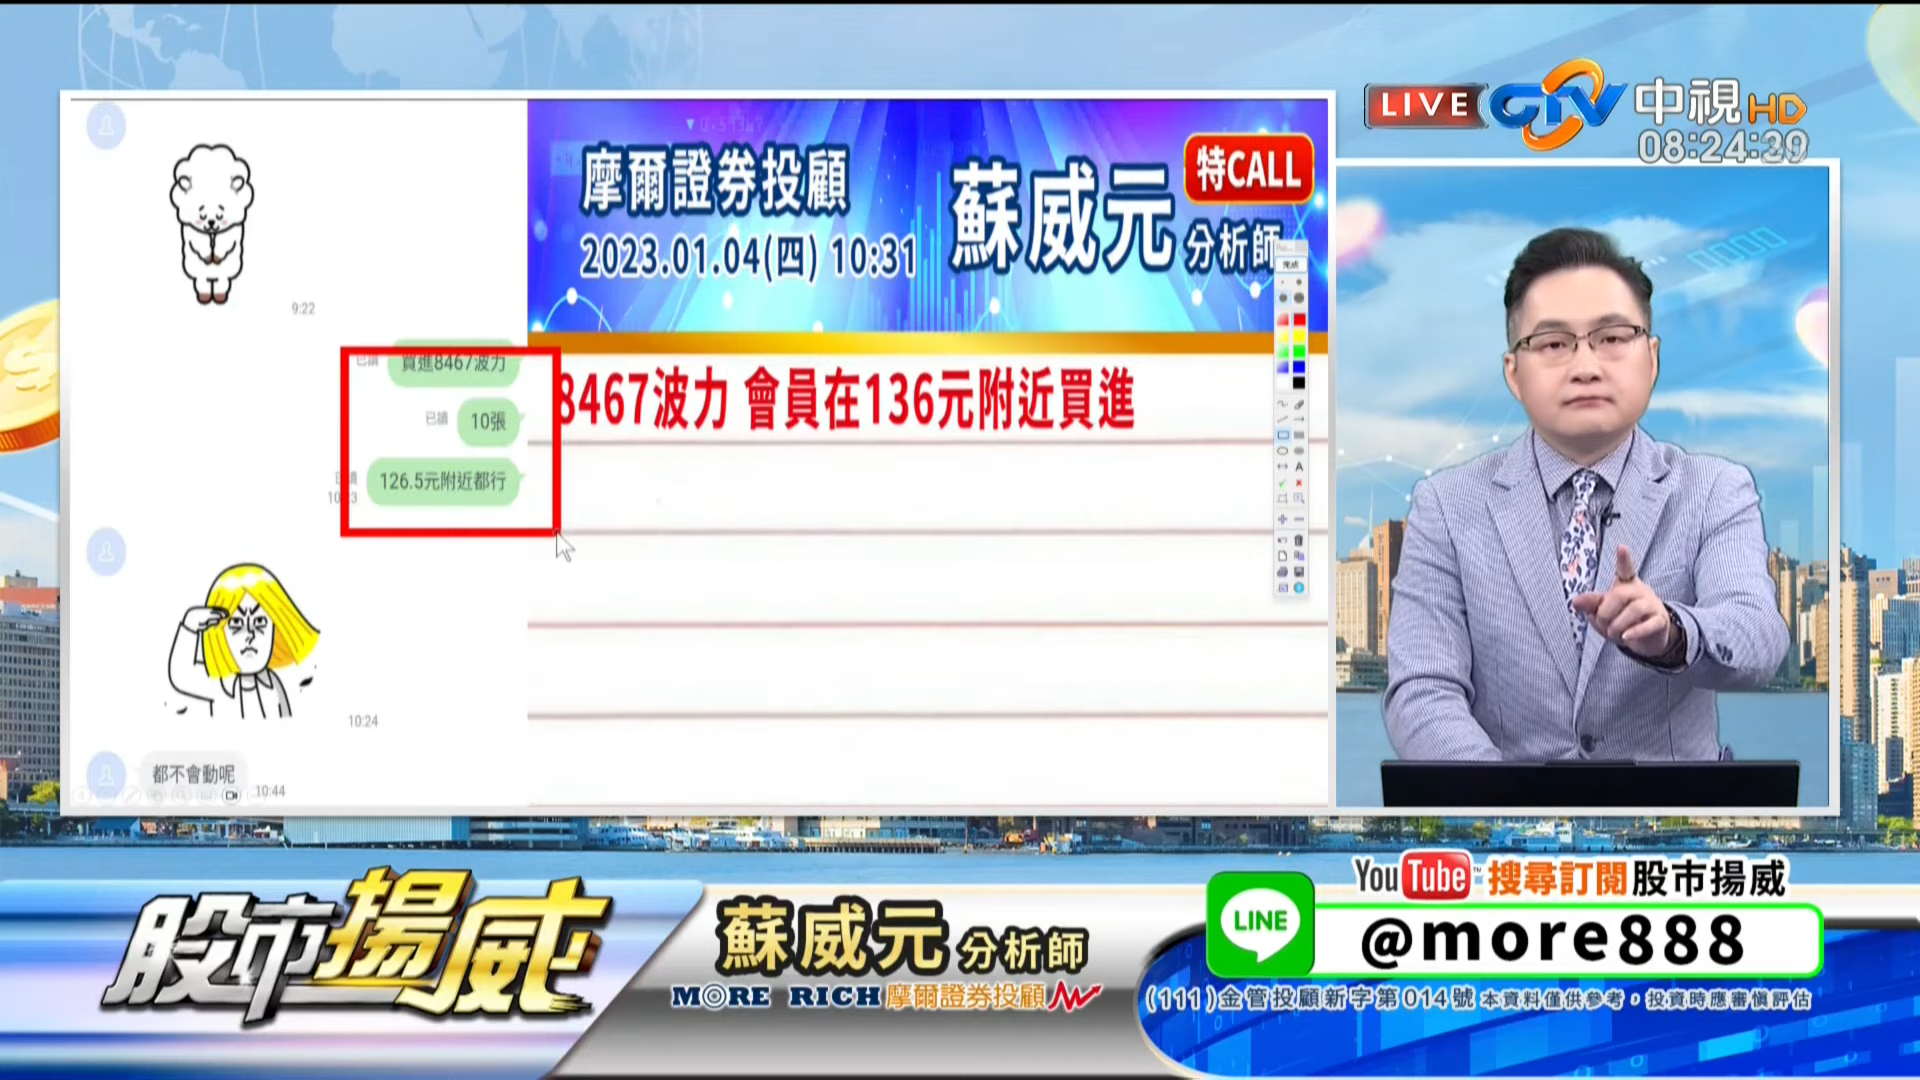 LIVE CTV 中視 HD
08:24:39
摩爾證券投顧
2023.01.04(四) 10:31
蘇威元
分析師
特CALL
完成
8467波力 會員在136元附近買進
9:22
已讀 買進8467波力
已讀 10張
126.5元附近都行
10:24
都不會動呢
10:44
股市揚威
蘇威元 分析師
MORE RICH 摩爾證券投顧
YouTube 搜尋訂閱 股市揚威
LINE @more888
(111)金管投顧新字第014號 本資料僅供參考，投資時應審慎評估